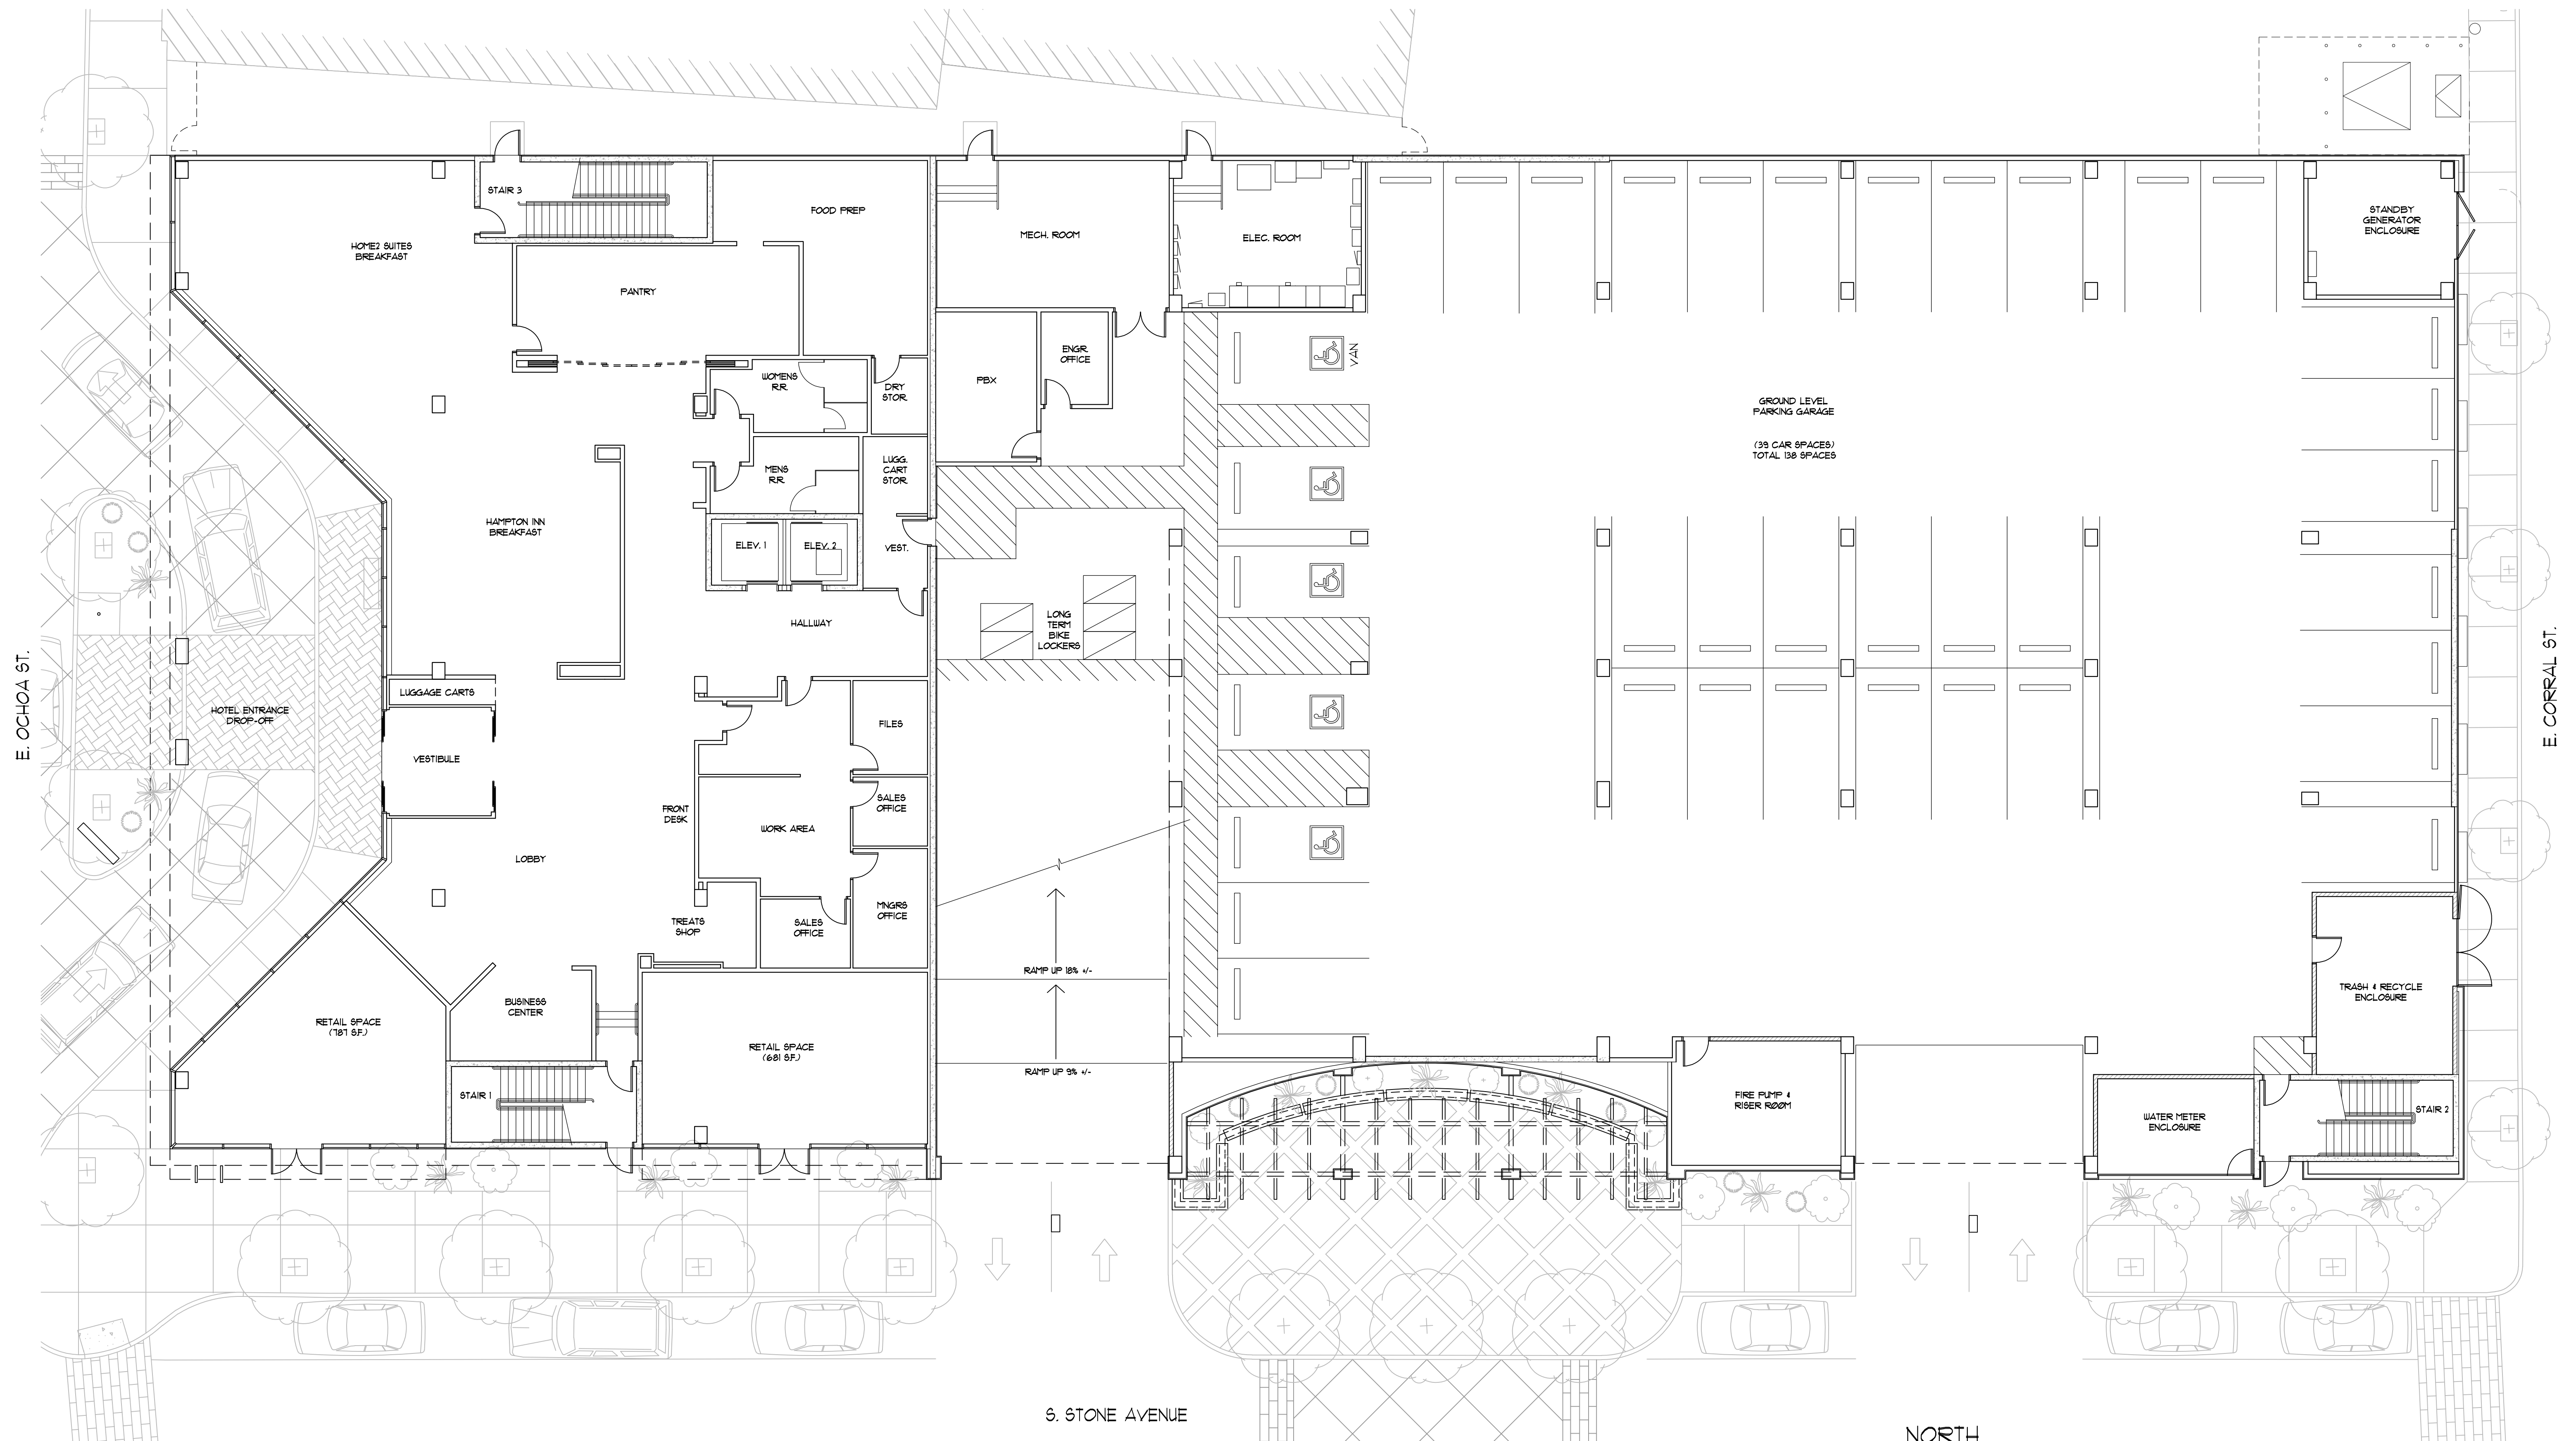 STAIR 3
FOOD PREP
HOME2 SUITES
BREAKFAST
PANTRY
MECH. ROOM
ELEC. ROOM
STANDBY
GENERATOR
ENCLOSURE
WOMENS
R.R.
DRY
STOR.
PBX
ENGR.
OFFICE
VAN
GROUND LEVEL
PARKING GARAGE
(39 CAR SPACES)
TOTAL 138 SPACES
MENS
R.R.
LUGG.
CART
STOR.
HAMPTON INN
BREAKFAST
ELEV. 1
ELEV. 2
VEST.
HALLWAY
LONG
TERM
BIKE
LOCKERS
E. OCHOA ST.
E. CORRAL ST.
LUGGAGE CARTS
HOTEL ENTRANCE
DROP-OFF
VESTIBULE
FILES
FRONT
DESK
SALES
OFFICE
WORK AREA
LOBBY
TREATS
SHOP
SALES
OFFICE
MNGRS
OFFICE
RAMP UP 18% +/-
TRASH & RECYCLE
ENCLOSURE
BUSINESS
CENTER
RETAIL SPACE
(787 S.F.)
RETAIL SPACE
(681 S.F.)
RAMP UP 9% +/-
STAIR 1
FIRE PUMP &
RISER ROOM
WATER METER
ENCLOSURE
STAIR 2
S. STONE AVENUE
NORTH